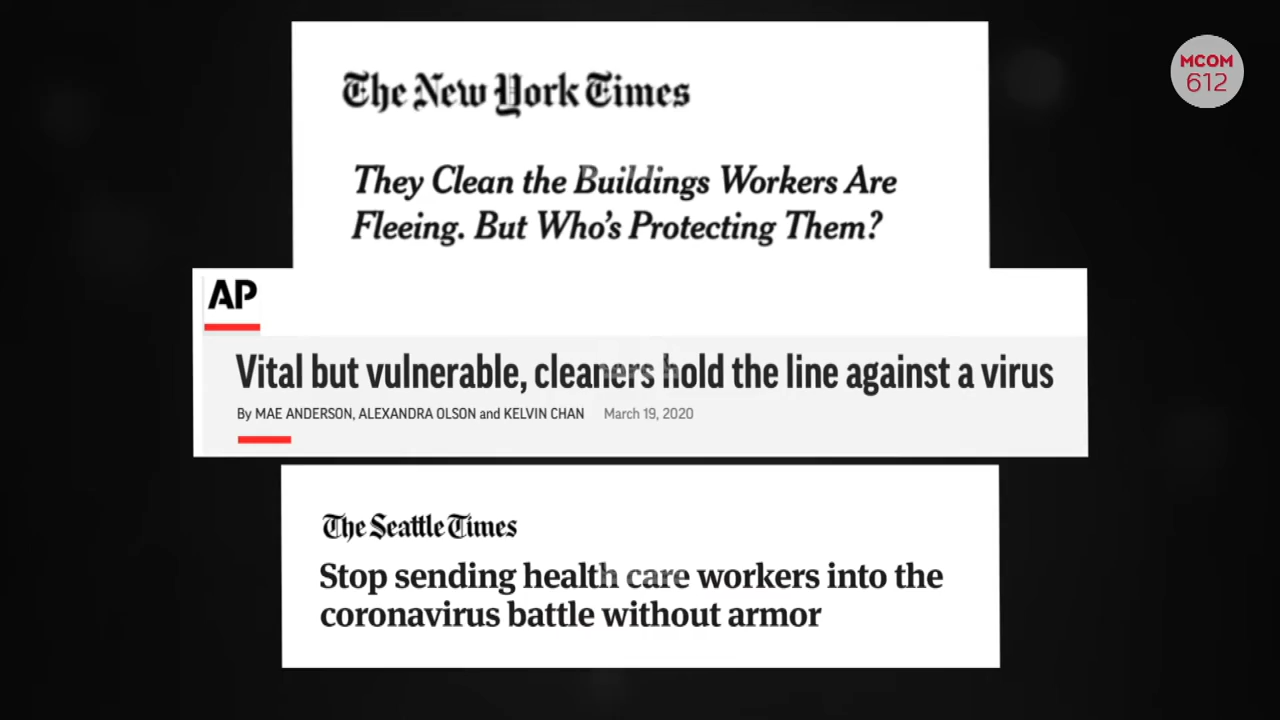 MCOM
612
The New York Times
They Clean the Buildings Workers Are
Fleeing. But Who's Protecting Them?
AP
Vital but vulnerable, cleaners hold the line against a virus
By MAE ANDERSON, ALEXANDRA OLSON and KELVIN CHAN March 19, 2020
The Seattle Times
Stop sending health care workers into the
coronavirus battle without armor